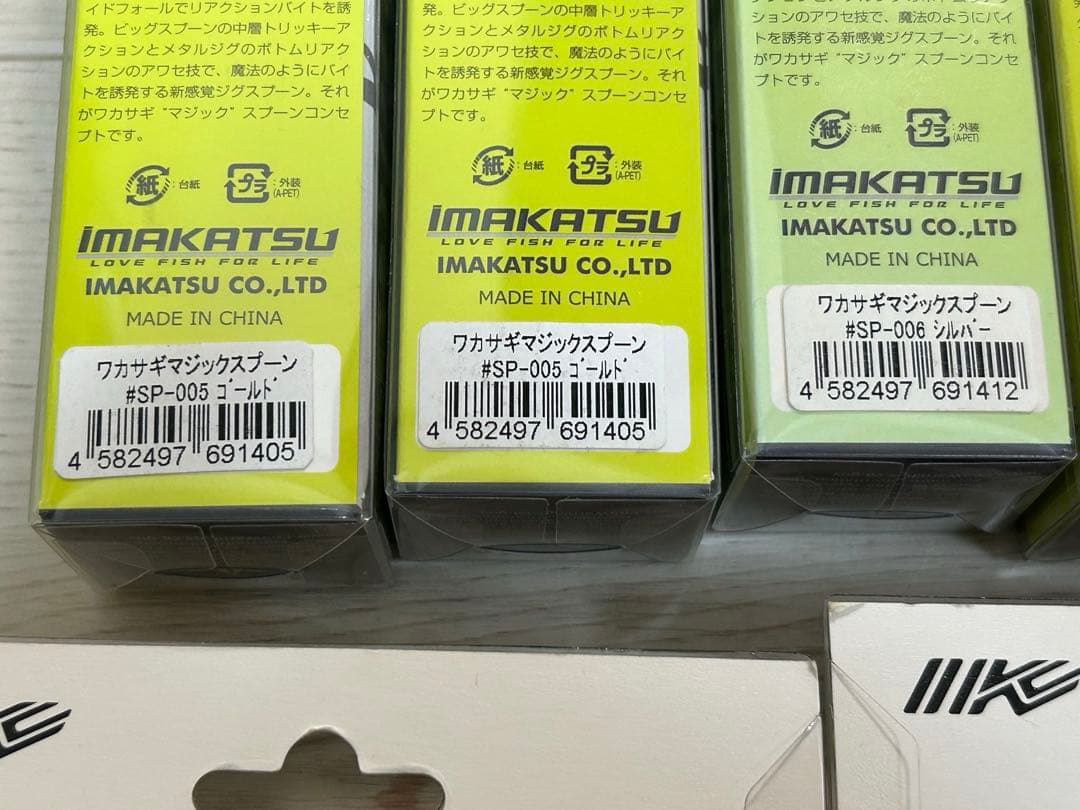 イドフォールでリアクションバイトを誘
発。ビッグスプーンの中層トリッキーア
クションとメタルジグのボトムリアク
ションのアワセ技で、魔法のようにバイ
トを誘発する新感覚ジグスプーン。それ
がワカサギ “マジック” スプーンコンセ
プトです。
紙 : 台紙
プラ : 外装
(A-PET)
imAKATSU
LOVE FISH FOR LIFE
IMAKATSU CO.,LTD
MADE IN CHINA
ワカサギマジックスプーン
#SP-005 ゴールド
4 582497 691405
発。ビッグスプーンの中層トリッキーア
クションとメタルジグのボトムリアク
ションのアワセ技で、魔法のようにバイ
トを誘発する新感覚ジグスプーン。それ
がワカサギ “マジック” スプーンコンセ
プトです。
紙 : 台紙
プラ : 外装
(A-PET)
imAKATSU
LOVE FISH FOR LIFE
IMAKATSU CO.,LTD
MADE IN CHINA
ワカサギマジックスプーン
#SP-005 ゴールド
4 582497 691405
ションのアワセ技で、魔法のようにバイ
トを誘発する新感覚ジグスプーン。それ
がワカサギ “マジック” スプーンコンセ
プトです。
紙 : 台紙
プラ : 外装
(A-PET)
imAKATSU
LOVE FISH FOR LIFE
IMAKATSU CO.,LTD
MADE IN CHINA
ワカサギマジックスプーン
#SP-006 シルバー
4 582497 691412